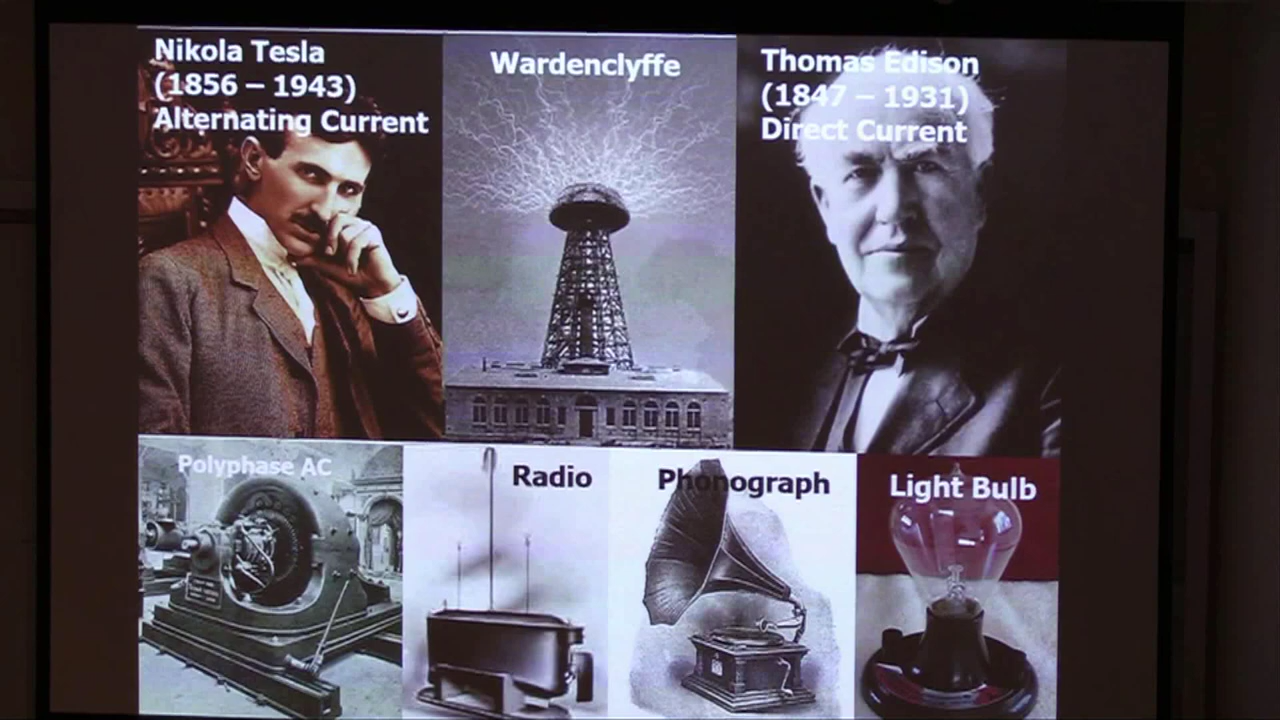 Nikola Tesla
(1856 – 1943)
Alternating Current
Wardenclyffe
Thomas Edison
(1847 – 1931)
Direct Current
Polyphase AC
Radio
Phonograph
Light Bulb